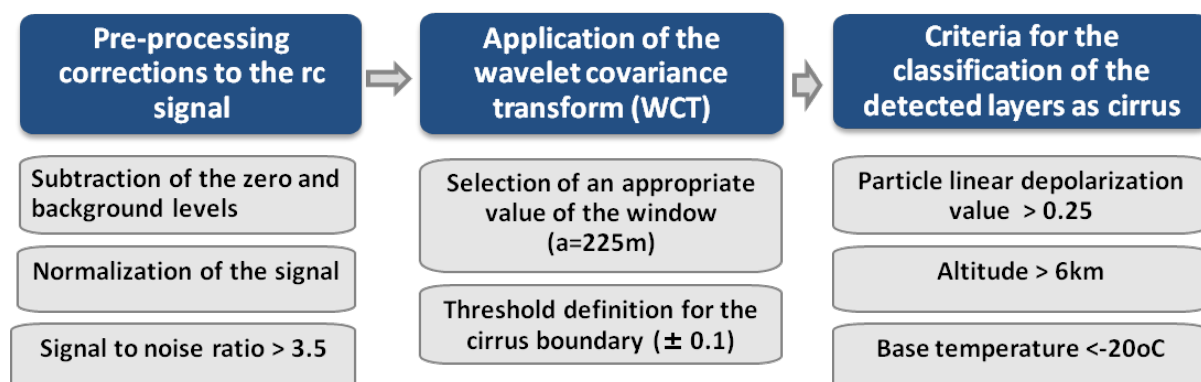 Pre-processing
corrections to the rc
signal
Subtraction of the zero and
background levels
Normalization of the signal
Signal to noise ratio > 3.5
Application of the
wavelet covariance
transform (WCT)
Selection of an appropriate
value of the window
(a=225m)
Threshold definition for the
cirrus boundary (± 0.1)
Criteria for the
classification of the
detected layers as cirrus
Particle linear depolarization
value > 0.25
Altitude > 6km
Base temperature <-20oC